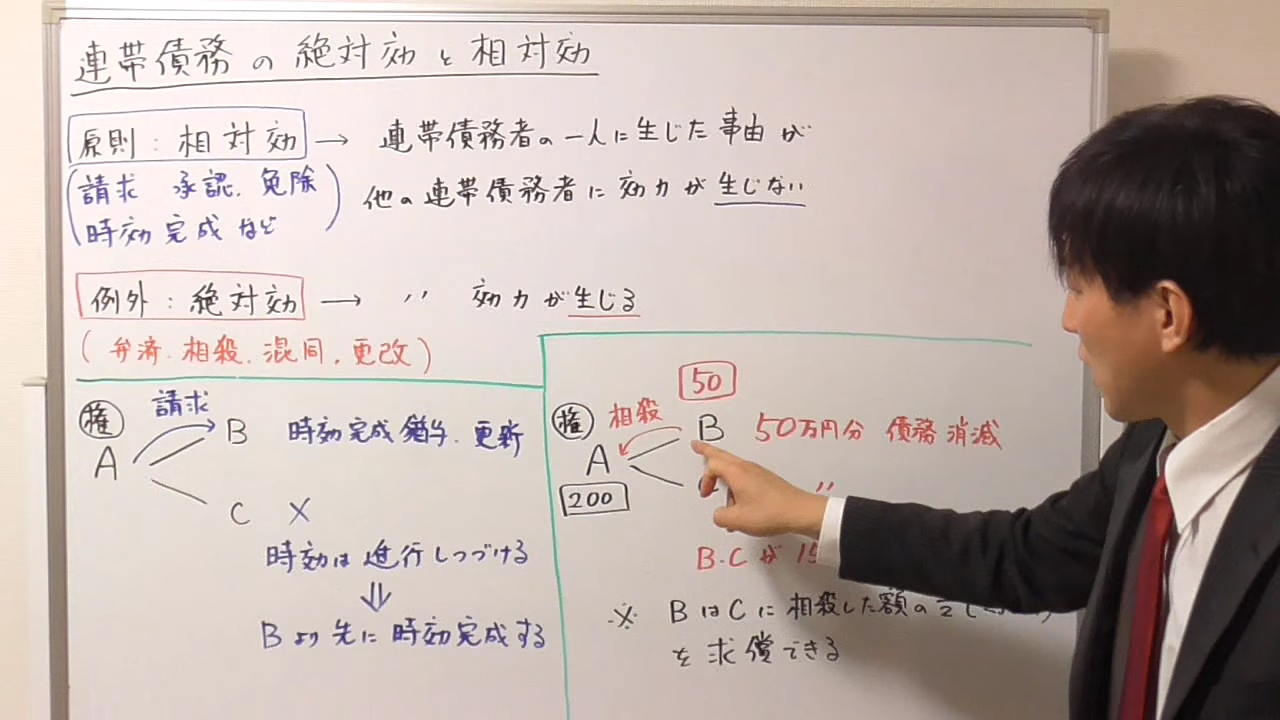 連帯債務の絶対効と相対効
原則：相対効 → 連帯債務者の一人に生じた事由が
(請求 承認.免除 他の連帯債務者に効力が生じない
時効完成など)
例外：絶対効 → 〃 効力が生じる
(弁済.相殺.混同.更改)
権 請求
A B 時効完成猶予.更新
C ×
時効は進行しつづける
⇓
Bより先に時効完成する
50
権 相殺
A B 50万円分 債務消滅
200 〃
B.Cが15
※ BはCに相殺した額の
を求償できる